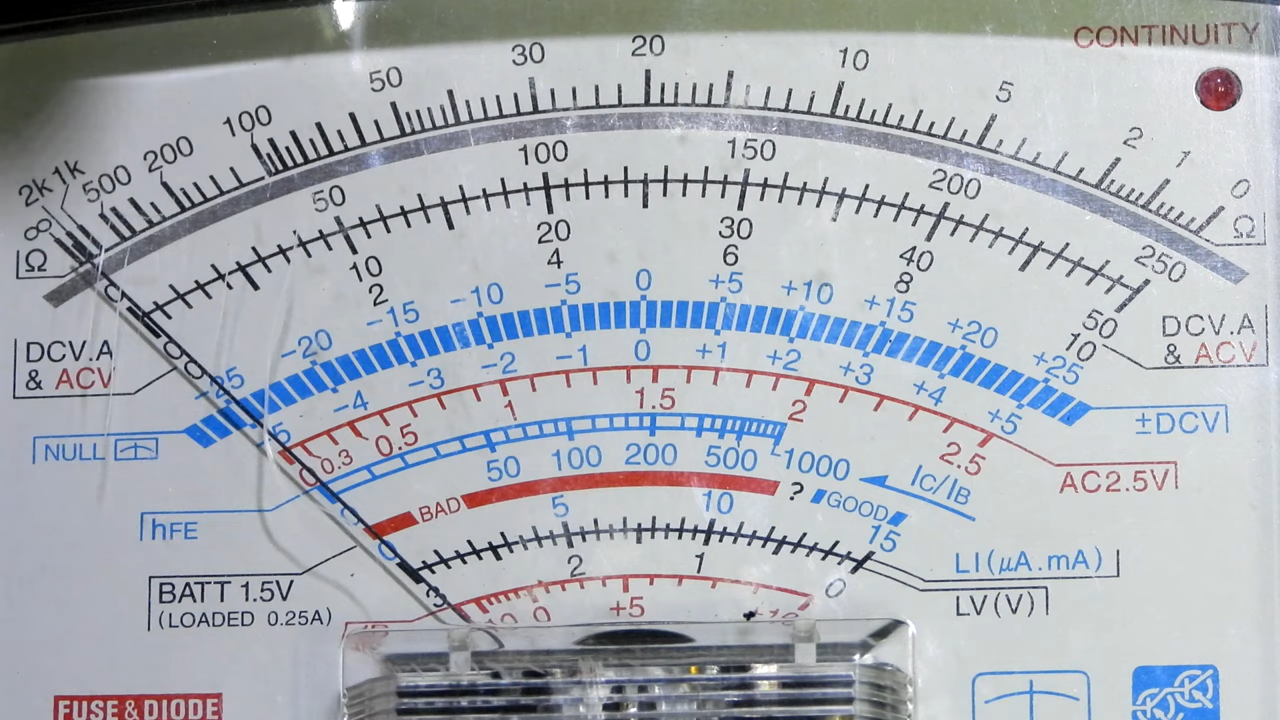 CONTINUITY
∞ 2k 1k 500 200 100 50 30 20 10 5 2 1 0
Ω Ω
50 100 150 200 250
10 20 30 40 50
2 4 6 8 10
DCV.A
& ACV
DCV.A
& ACV
-25 -20 -15 -10 -5 0 +5 +10 +15 +20 +25
-4 -3 -2 -1 0 +1 +2 +3 +4 +5
NULL
±DCV
0 0.3 0.5 1 1.5 2 2.5
AC2.5V
50 100 200 500 1000
hFE
IC/IB
BAD ? GOOD
0 5 10 15
LI(μA.mA)
3 2 1 0
LV(V)
BATT 1.5V
(LOADED 0.25A)
0 +5
FUSE & DIODE